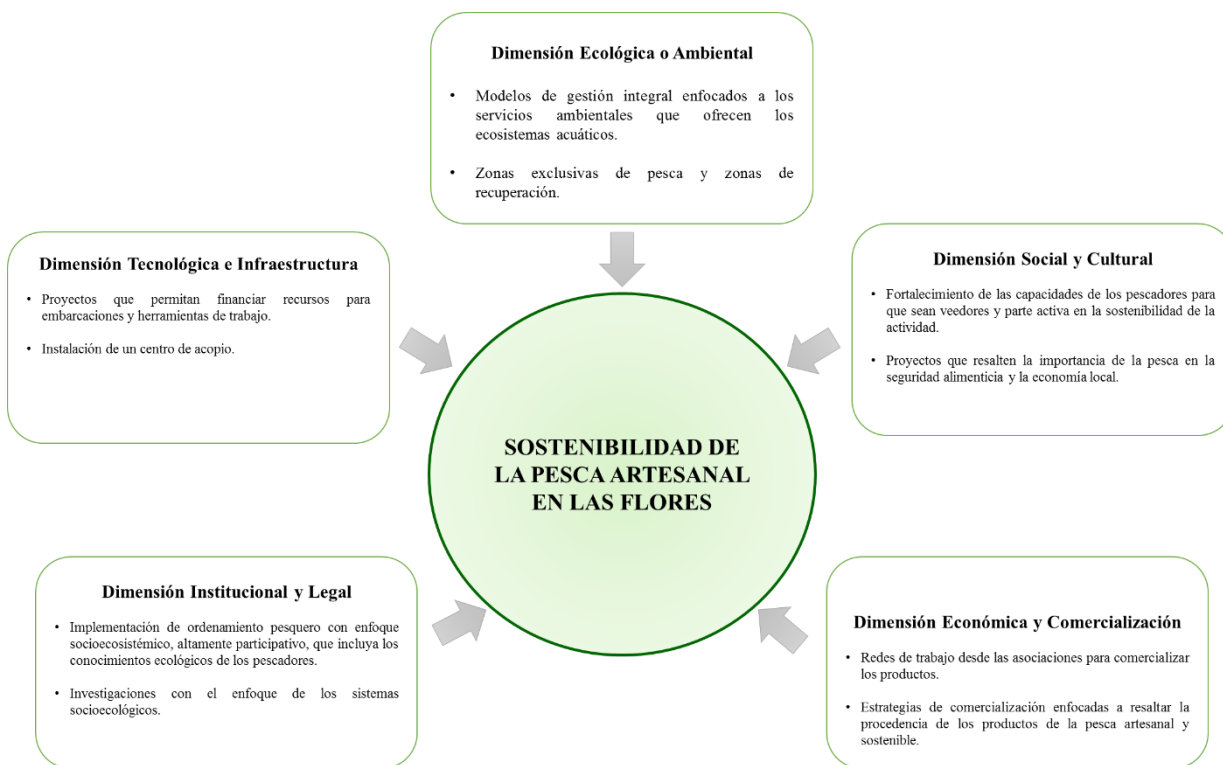 Dimensión Ecológica o Ambiental
• Modelos de gestión integral enfocados a los
servicios ambientales que ofrecen los
ecosistemas acuáticos.
• Zonas exclusivas de pesca y zonas de
recuperación.
Dimensión Tecnológica e Infraestructura
• Proyectos que permitan financiar recursos para
embarcaciones y herramientas de trabajo.
• Instalación de un centro de acopio.
Dimensión Social y Cultural
• Fortalecimiento de las capacidades de los pescadores para
que sean veedores y parte activa en la sostenibilidad de la
actividad.
• Proyectos que resalten la importancia de la pesca en la
seguridad alimenticia y la economía local.
SOSTENIBILIDAD DE
LA PESCA ARTESANAL
EN LAS FLORES
Dimensión Institucional y Legal
• Implementación de ordenamiento pesquero con enfoque
socioecosistémico, altamente participativo, que incluya los
conocimientos ecológicos de los pescadores.
• Investigaciones con el enfoque de los sistemas
socioecológicos.
Dimensión Económica y Comercialización
• Redes de trabajo desde las asociaciones para comercializar
los productos.
• Estrategias de comercialización enfocadas a resaltar la
procedencia de los productos de la pesca artesanal y
sostenible.